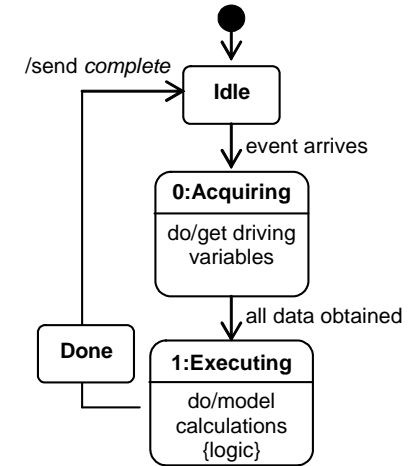 /send complete
Idle
event arrives
0:Acquiring
do/get driving
variables
all data obtained
Done
1:Executing
do/model
calculations
{logic}